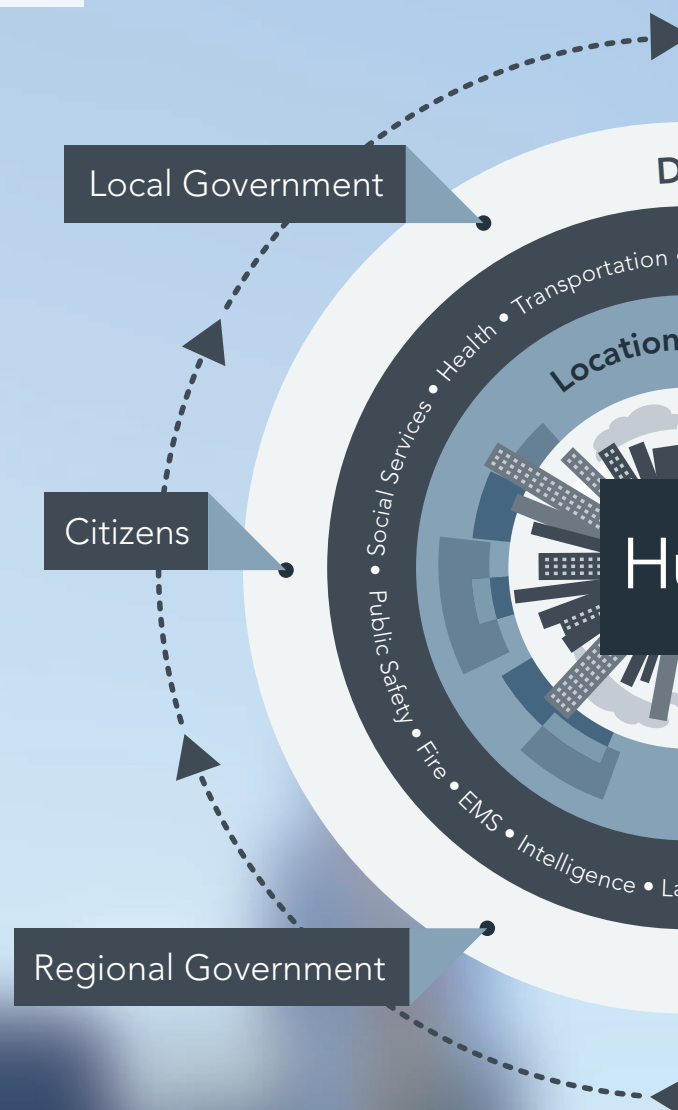 Local Government
Transportation
Health
Social Services
Location
Citizens
Public Safety
Fire
EMS
Intelligence
Regional Government